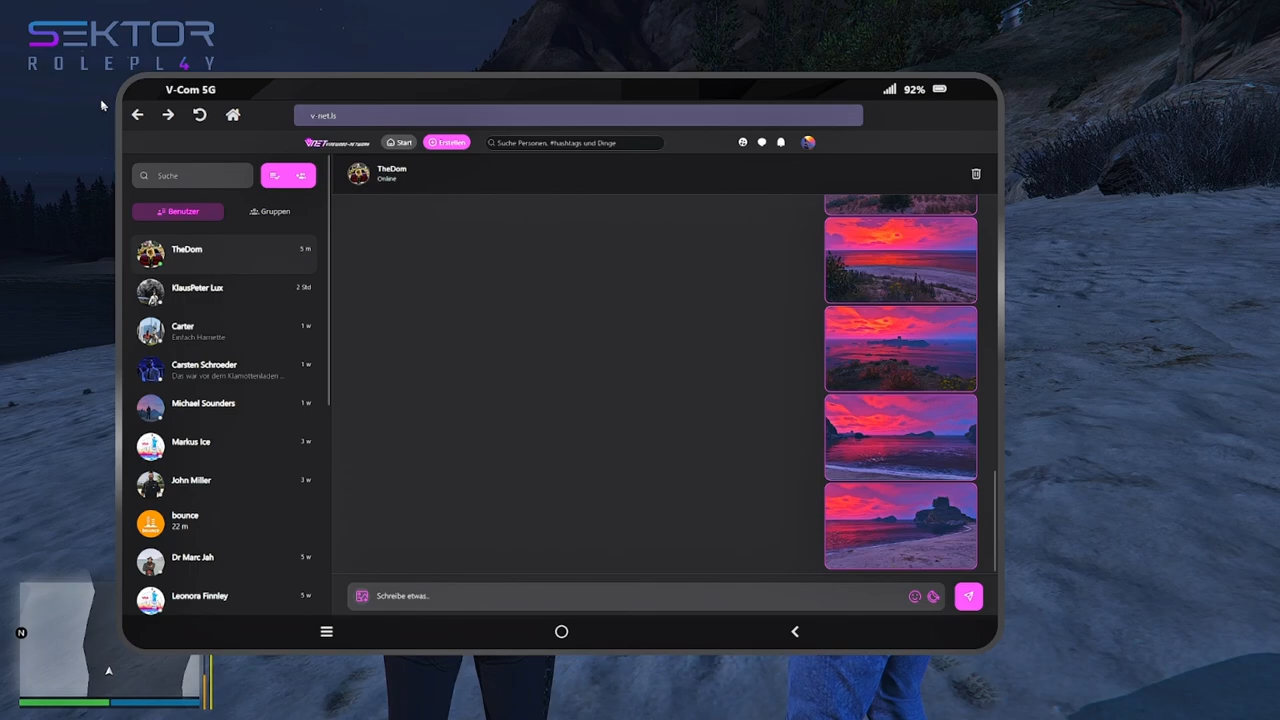 SEKTOR
ROLEPL4Y
V-Com 5G
92%
v-net.ls
Start
Erstellen
Suche Personen, #hashtags und Dinge
Suche
TheDom
Online
Benutzer
Gruppen
TheDom
5 m
KlausPeter Lux
2 Std
Carter
1 w
Einfach Harnette
Carsten Schroeder
1 w
Das war vor dem Klamottenladen ...
Michael Sounders
1 w
Markus Ice
3 w
John Miller
3 w
bounce
22 m
Dr Marc Jah
5 w
Leonora Finnley
5 w
Schreibe etwas..
N